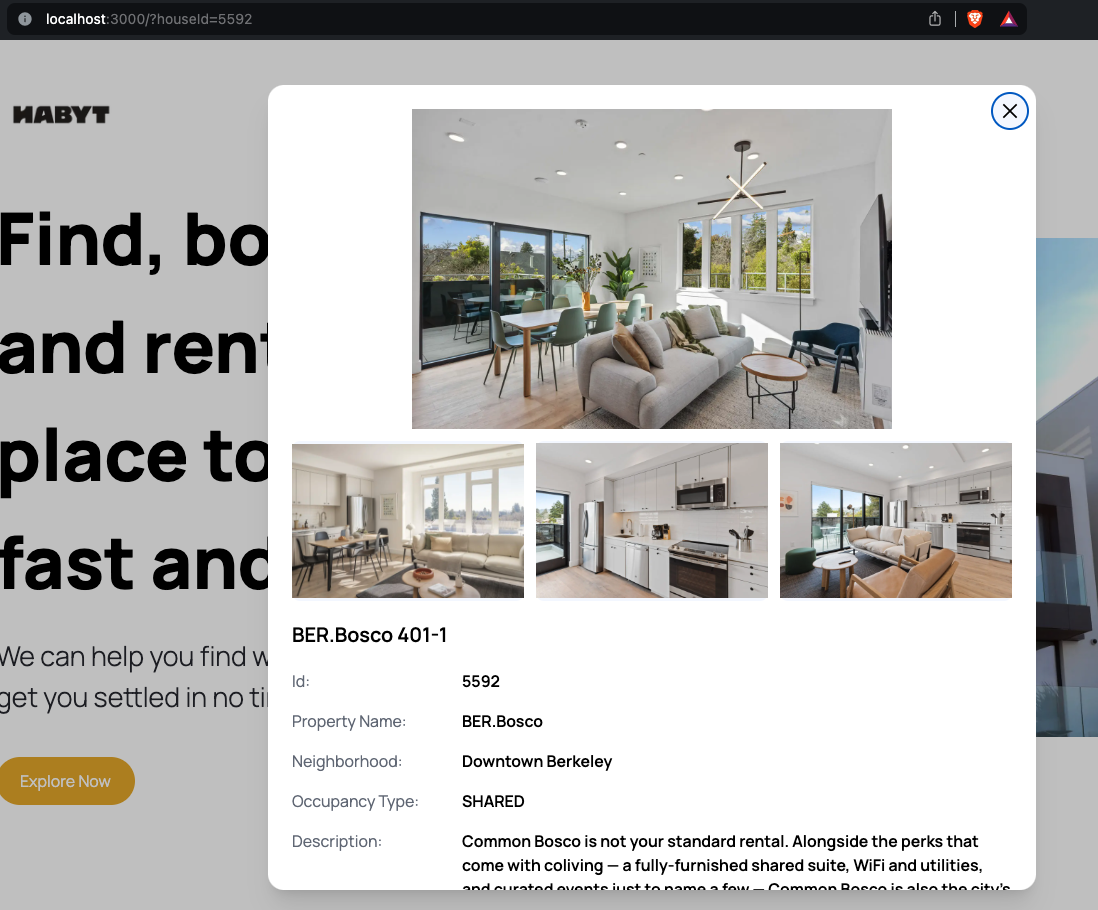 localhost:3000/?houseId=5592
HABYT
Find, bo
and rent
place to
fast and
We can help you find w
get you settled in no tir
Explore Now
BER.Bosco 401-1
Id: 5592
Property Name: BER.Bosco
Neighborhood: Downtown Berkeley
Occupancy Type: SHARED
Description: Common Bosco is not your standard rental. Alongside the perks that
come with coliving — a fully-furnished shared suite, WiFi and utilities,
and curated events just to name a few — Common Bosco is also the city's